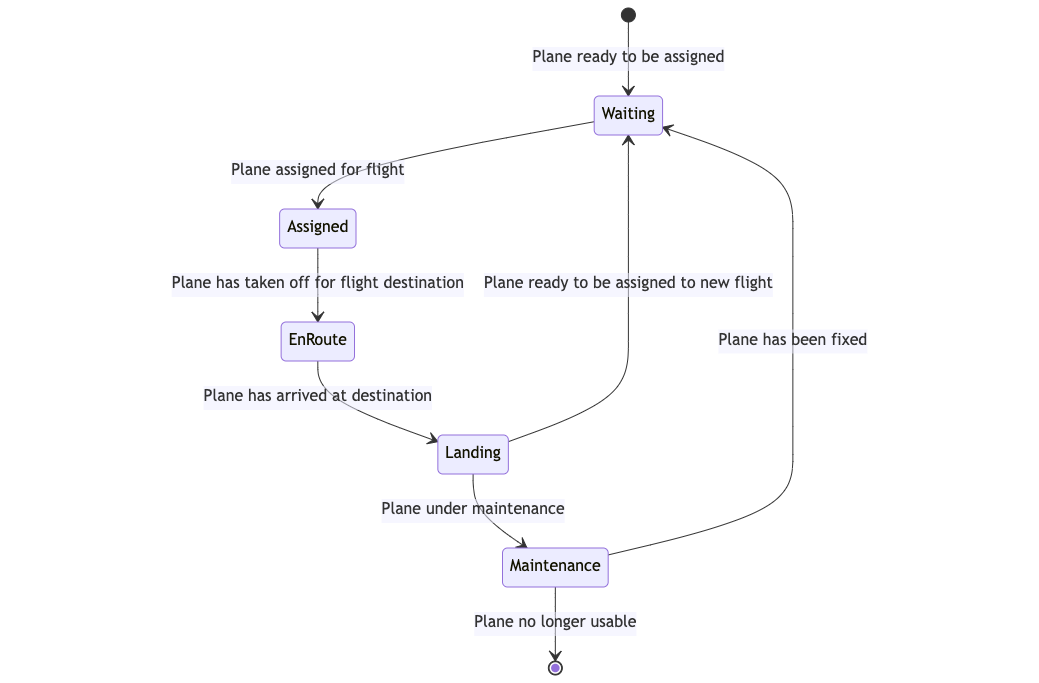 Plane ready to be assigned
Waiting
Plane assigned for flight
Assigned
Plane has taken off for flight destination
Plane ready to be assigned to new flight
EnRoute
Plane has been fixed
Plane has arrived at destination
Landing
Plane under maintenance
Maintenance
Plane no longer usable